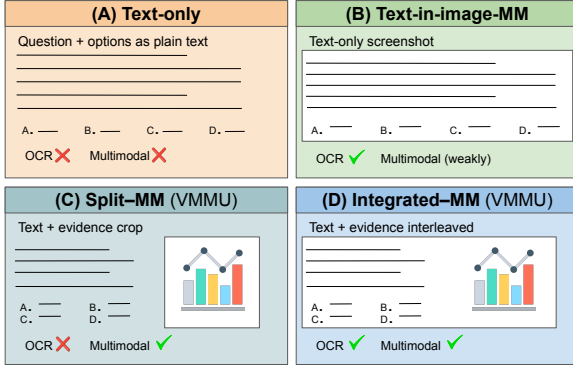 (A) Text-only
Question + options as plain text
A. B. C. D.
OCR ❌ Multimodal ❌
(B) Text-in-image-MM
Text-only screenshot
A. B. C. D.
OCR ✓ Multimodal (weakly)
(C) Split–MM (VMMU)
Text + evidence crop
A. B.
C. D.
OCR ❌ Multimodal ✓
(D) Integrated–MM (VMMU)
Text + evidence interleaved
A. B.
C. D.
OCR ✓ Multimodal ✓